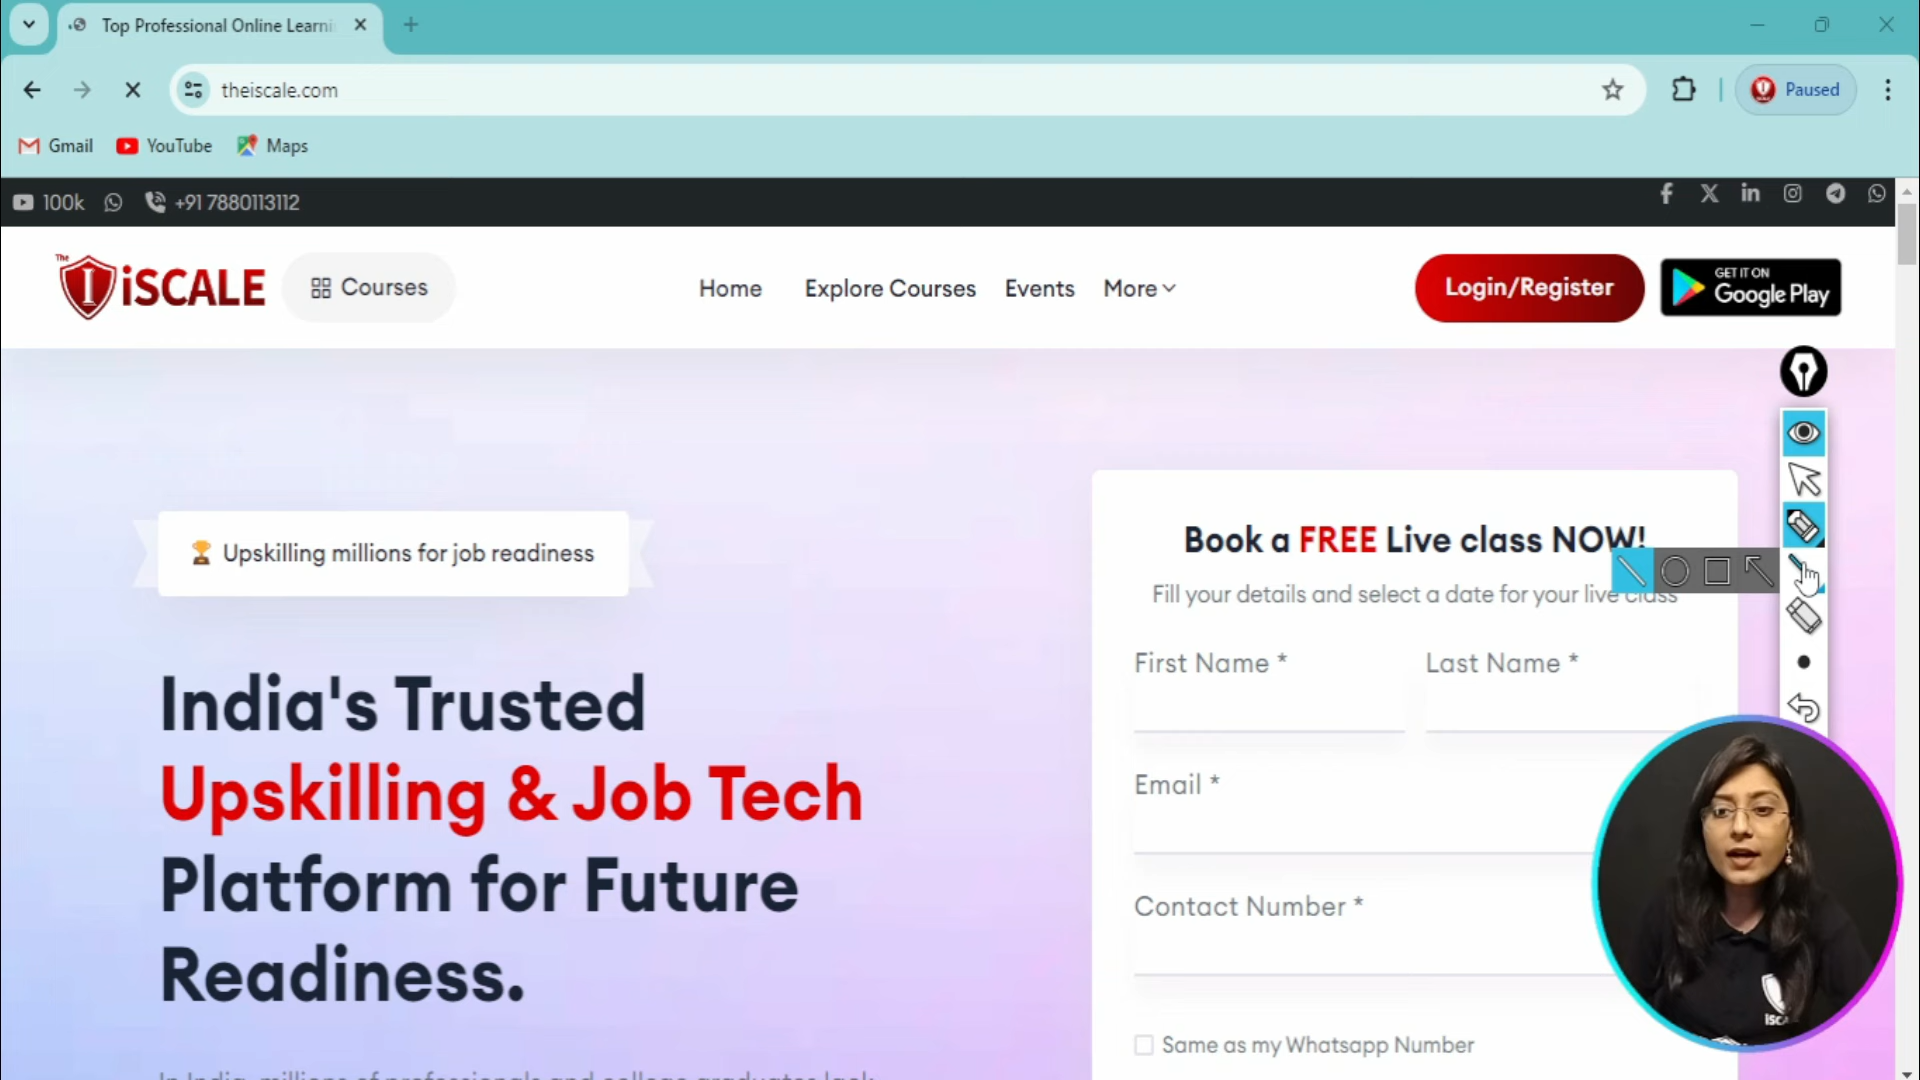 Top Professional Online Learni
theiscale.com
Paused
Gmail
YouTube
Maps
100k
+91 7880113112
The
I
iSCALE
Courses
Home
Explore Courses
Events
More
Login/Register
GET IT ON
Google Play
🏆 Upskilling millions for job readiness
India's Trusted
Upskilling & Job Tech
Platform for Future
Readiness.
Book a FREE Live class NOW!
Fill your details and select a date for your live class
First Name *
Last Name *
Email *
Contact Number *
Same as my Whatsapp Number